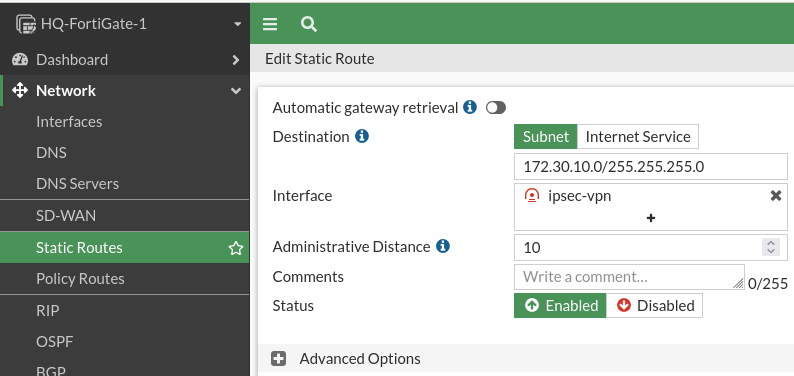 HQ-FortiGate-1
Dashboard
Network
Interfaces
DNS
DNS Servers
SD-WAN
Static Routes
Policy Routes
RIP
OSPF
BGP
Edit Static Route
Automatic gateway retrieval
Destination
Subnet Internet Service
172.30.10.0/255.255.255.0
Interface
ipsec-vpn
Administrative Distance
10
Comments
Write a comment...
0/255
Status
Enabled Disabled
Advanced Options